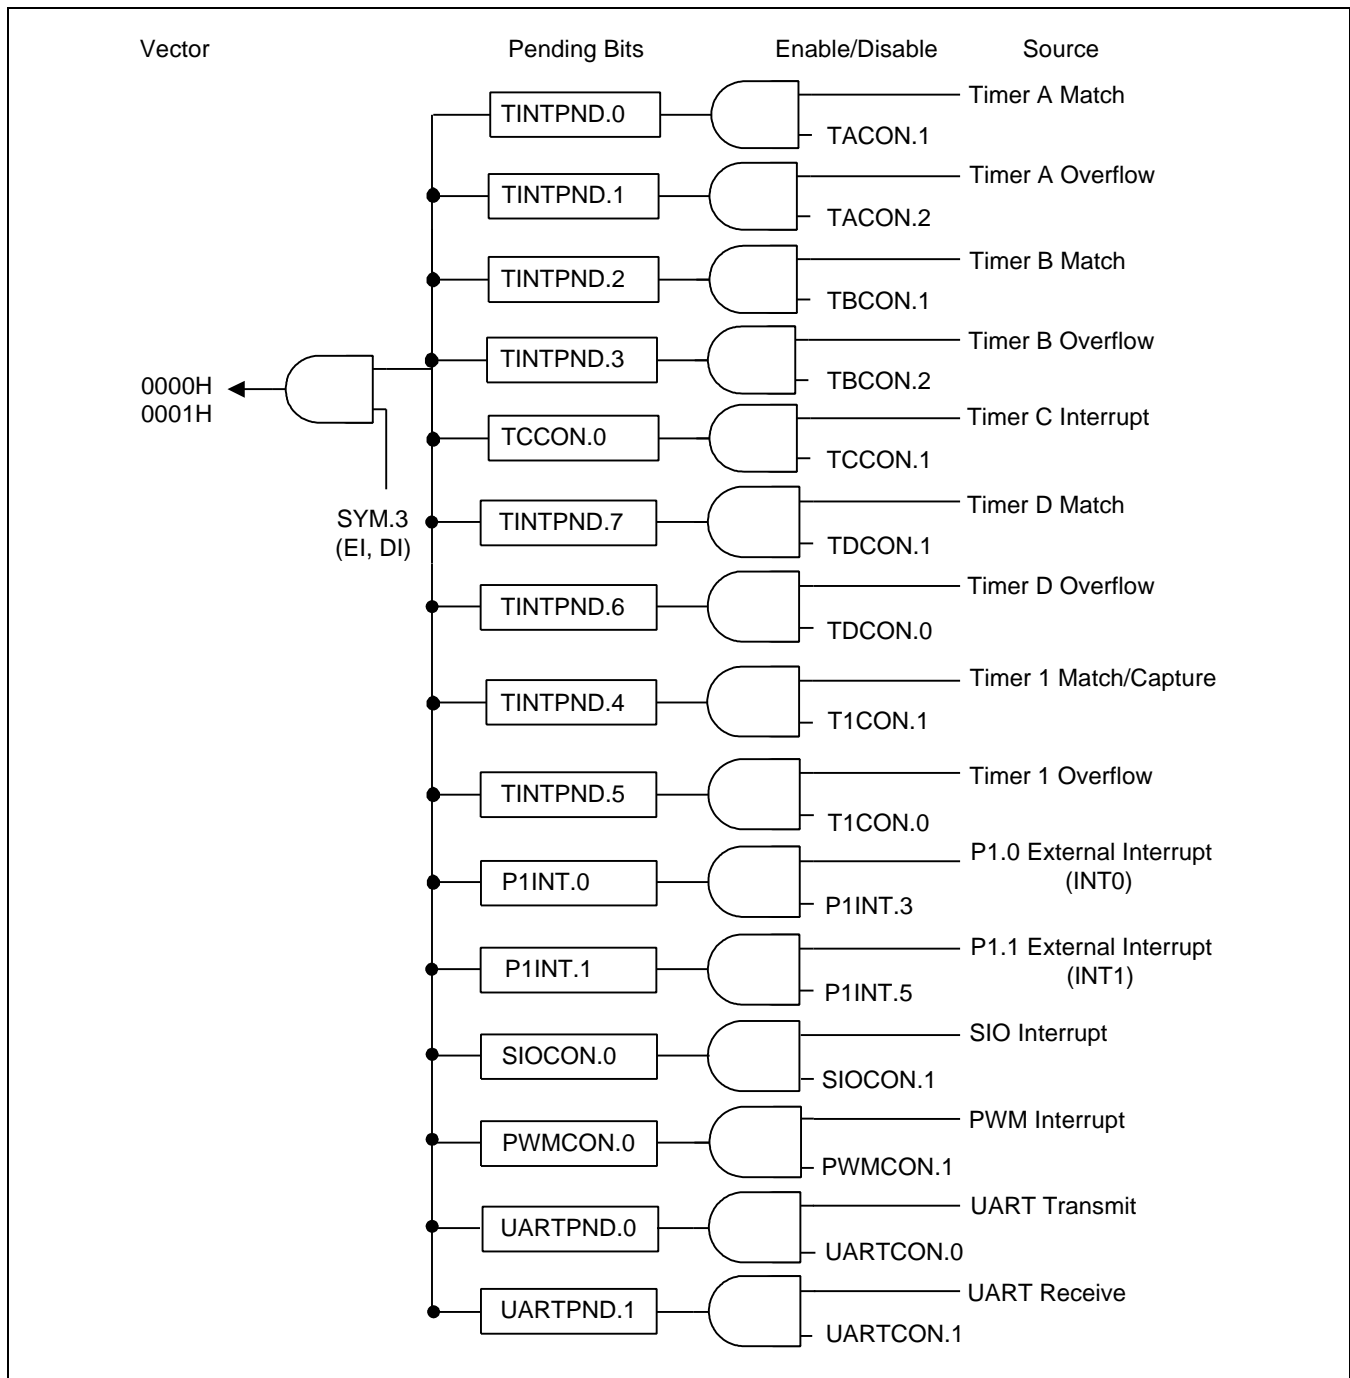 Vector Pending Bits Enable/Disable Source
TINTPND.0 Timer A Match
TACON.1
TINTPND.1 Timer A Overflow
TACON.2
TINTPND.2 Timer B Match
TBCON.1
TINTPND.3 Timer B Overflow
TBCON.2
0000H
0001H
TCCON.0 Timer C Interrupt
TCCON.1
SYM.3
(EI, DI)
TINTPND.7 Timer D Match
TDCON.1
TINTPND.6 Timer D Overflow
TDCON.0
TINTPND.4 Timer 1 Match/Capture
T1CON.1
TINTPND.5 Timer 1 Overflow
T1CON.0
P1INT.0 P1.0 External Interrupt
(INT0)
P1INT.3
P1INT.1 P1.1 External Interrupt
(INT1)
P1INT.5
SIOCON.0 SIO Interrupt
SIOCON.1
PWMCON.0 PWM Interrupt
PWMCON.1
UARTPND.0 UART Transmit
UARTCON.0
UARTPND.1 UART Receive
UARTCON.1